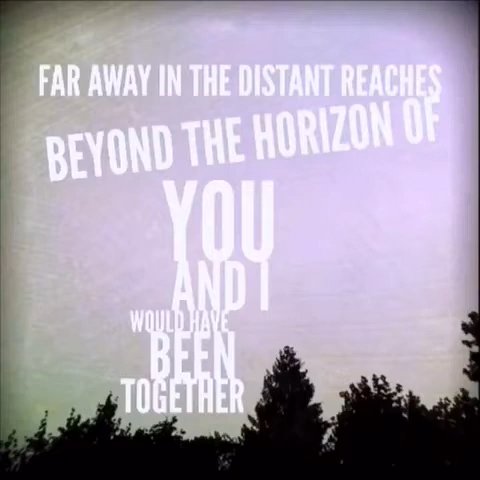 FAR AWAY IN THE DISTANT REACHES
BEYOND THE HORIZON OF
YOU
AND I
WOULD HAVE
BEEN
TOGETHER